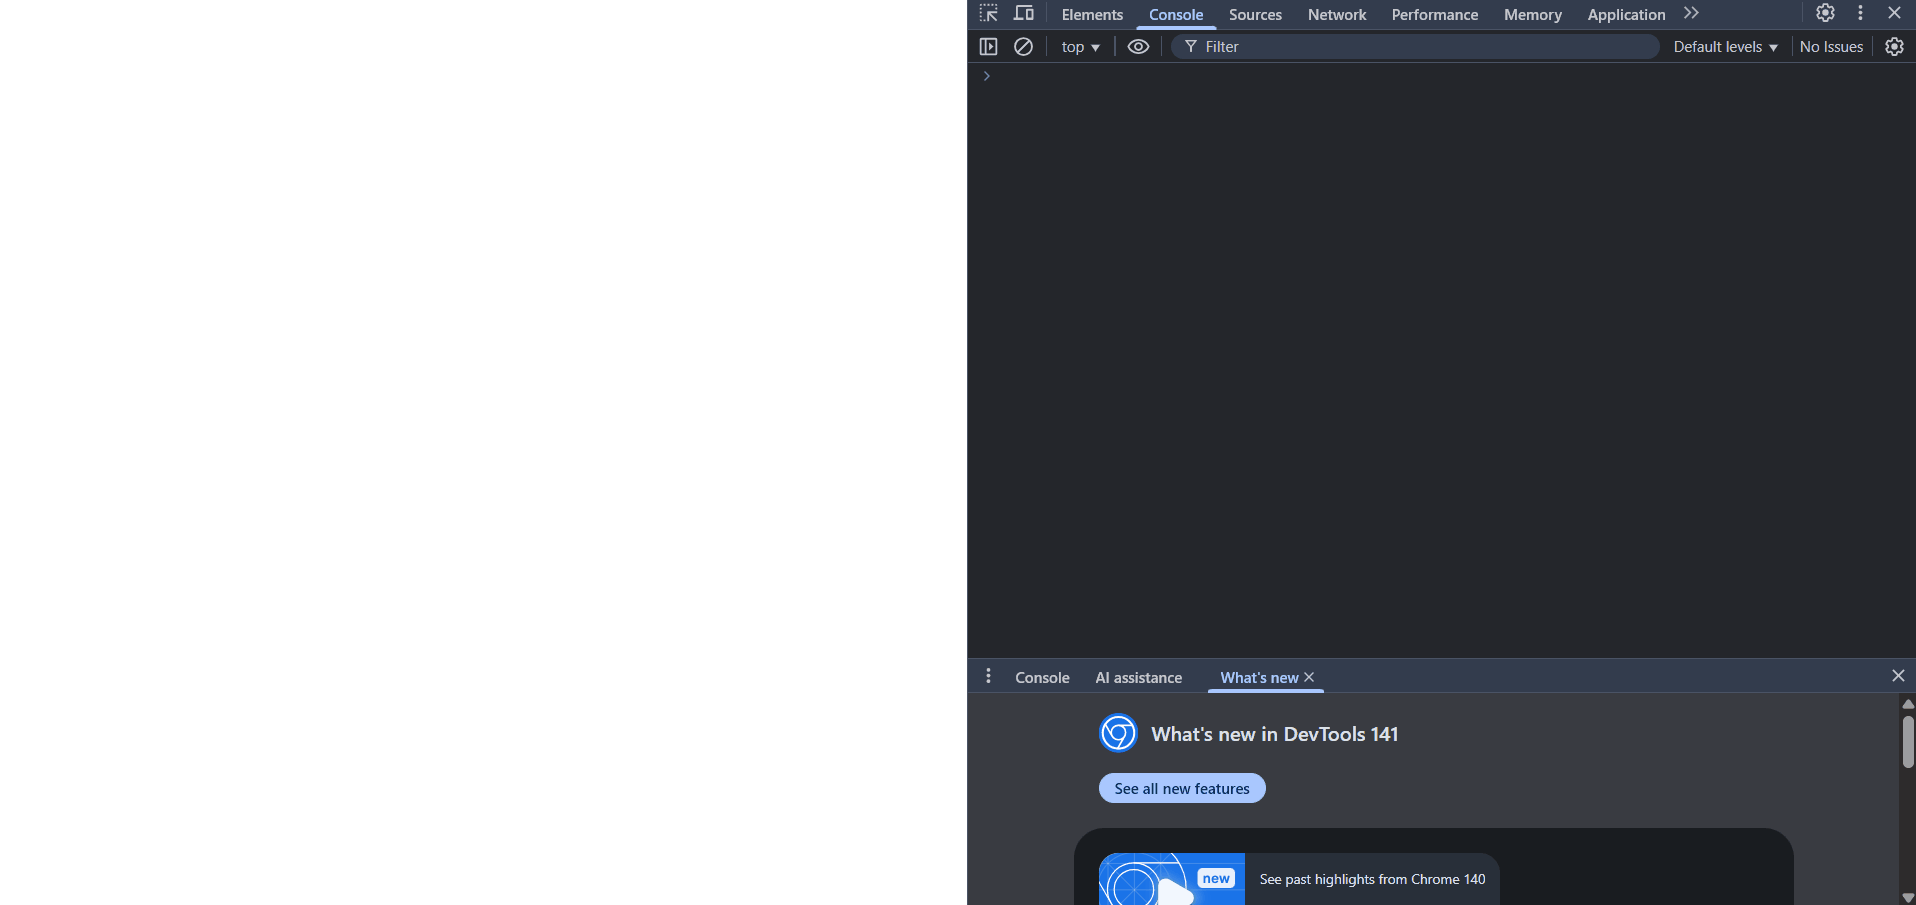 Elements Console Sources Network Performance Memory Application
top Filter Default levels No Issues
Console AI assistance What's new
What's new in DevTools 141
See all new features
new See past highlights from Chrome 140